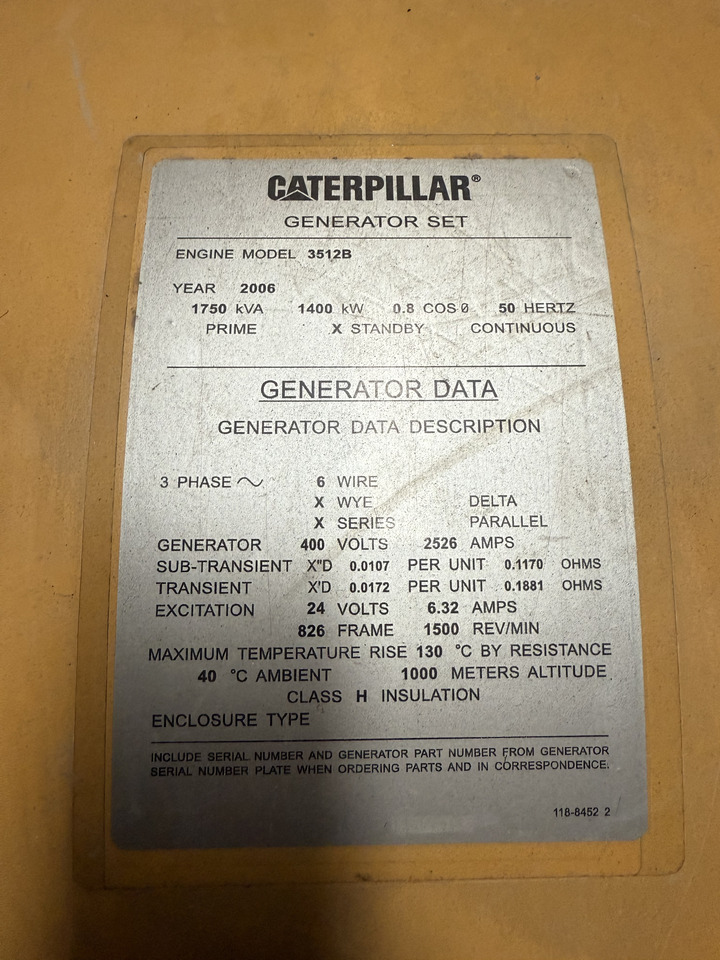 CATERPILLAR®
GENERATOR SET
ENGINE MODEL 3512B
YEAR 2006
1750 kVA 1400 kW 0.8 COS Ø 50 HERTZ
PRIME X STANDBY CONTINUOUS
GENERATOR DATA
GENERATOR DATA DESCRIPTION
3 PHASE 6 WIRE
X WYE DELTA
X SERIES PARALLEL
GENERATOR 400 VOLTS 2526 AMPS
SUB-TRANSIENT X"D 0.0107 PER UNIT 0.1170 OHMS
TRANSIENT X'D 0.0172 PER UNIT 0.1881 OHMS
EXCITATION 24 VOLTS 6.32 AMPS
826 FRAME 1500 REV/MIN
MAXIMUM TEMPERATURE RISE 130 °C BY RESISTANCE
40 °C AMBIENT 1000 METERS ALTITUDE
CLASS H INSULATION
ENCLOSURE TYPE
INCLUDE SERIAL NUMBER AND GENERATOR PART NUMBER FROM GENERATOR
SERIAL NUMBER PLATE WHEN ORDERING PARTS AND IN CORRESPONDENCE.
118-8452 2